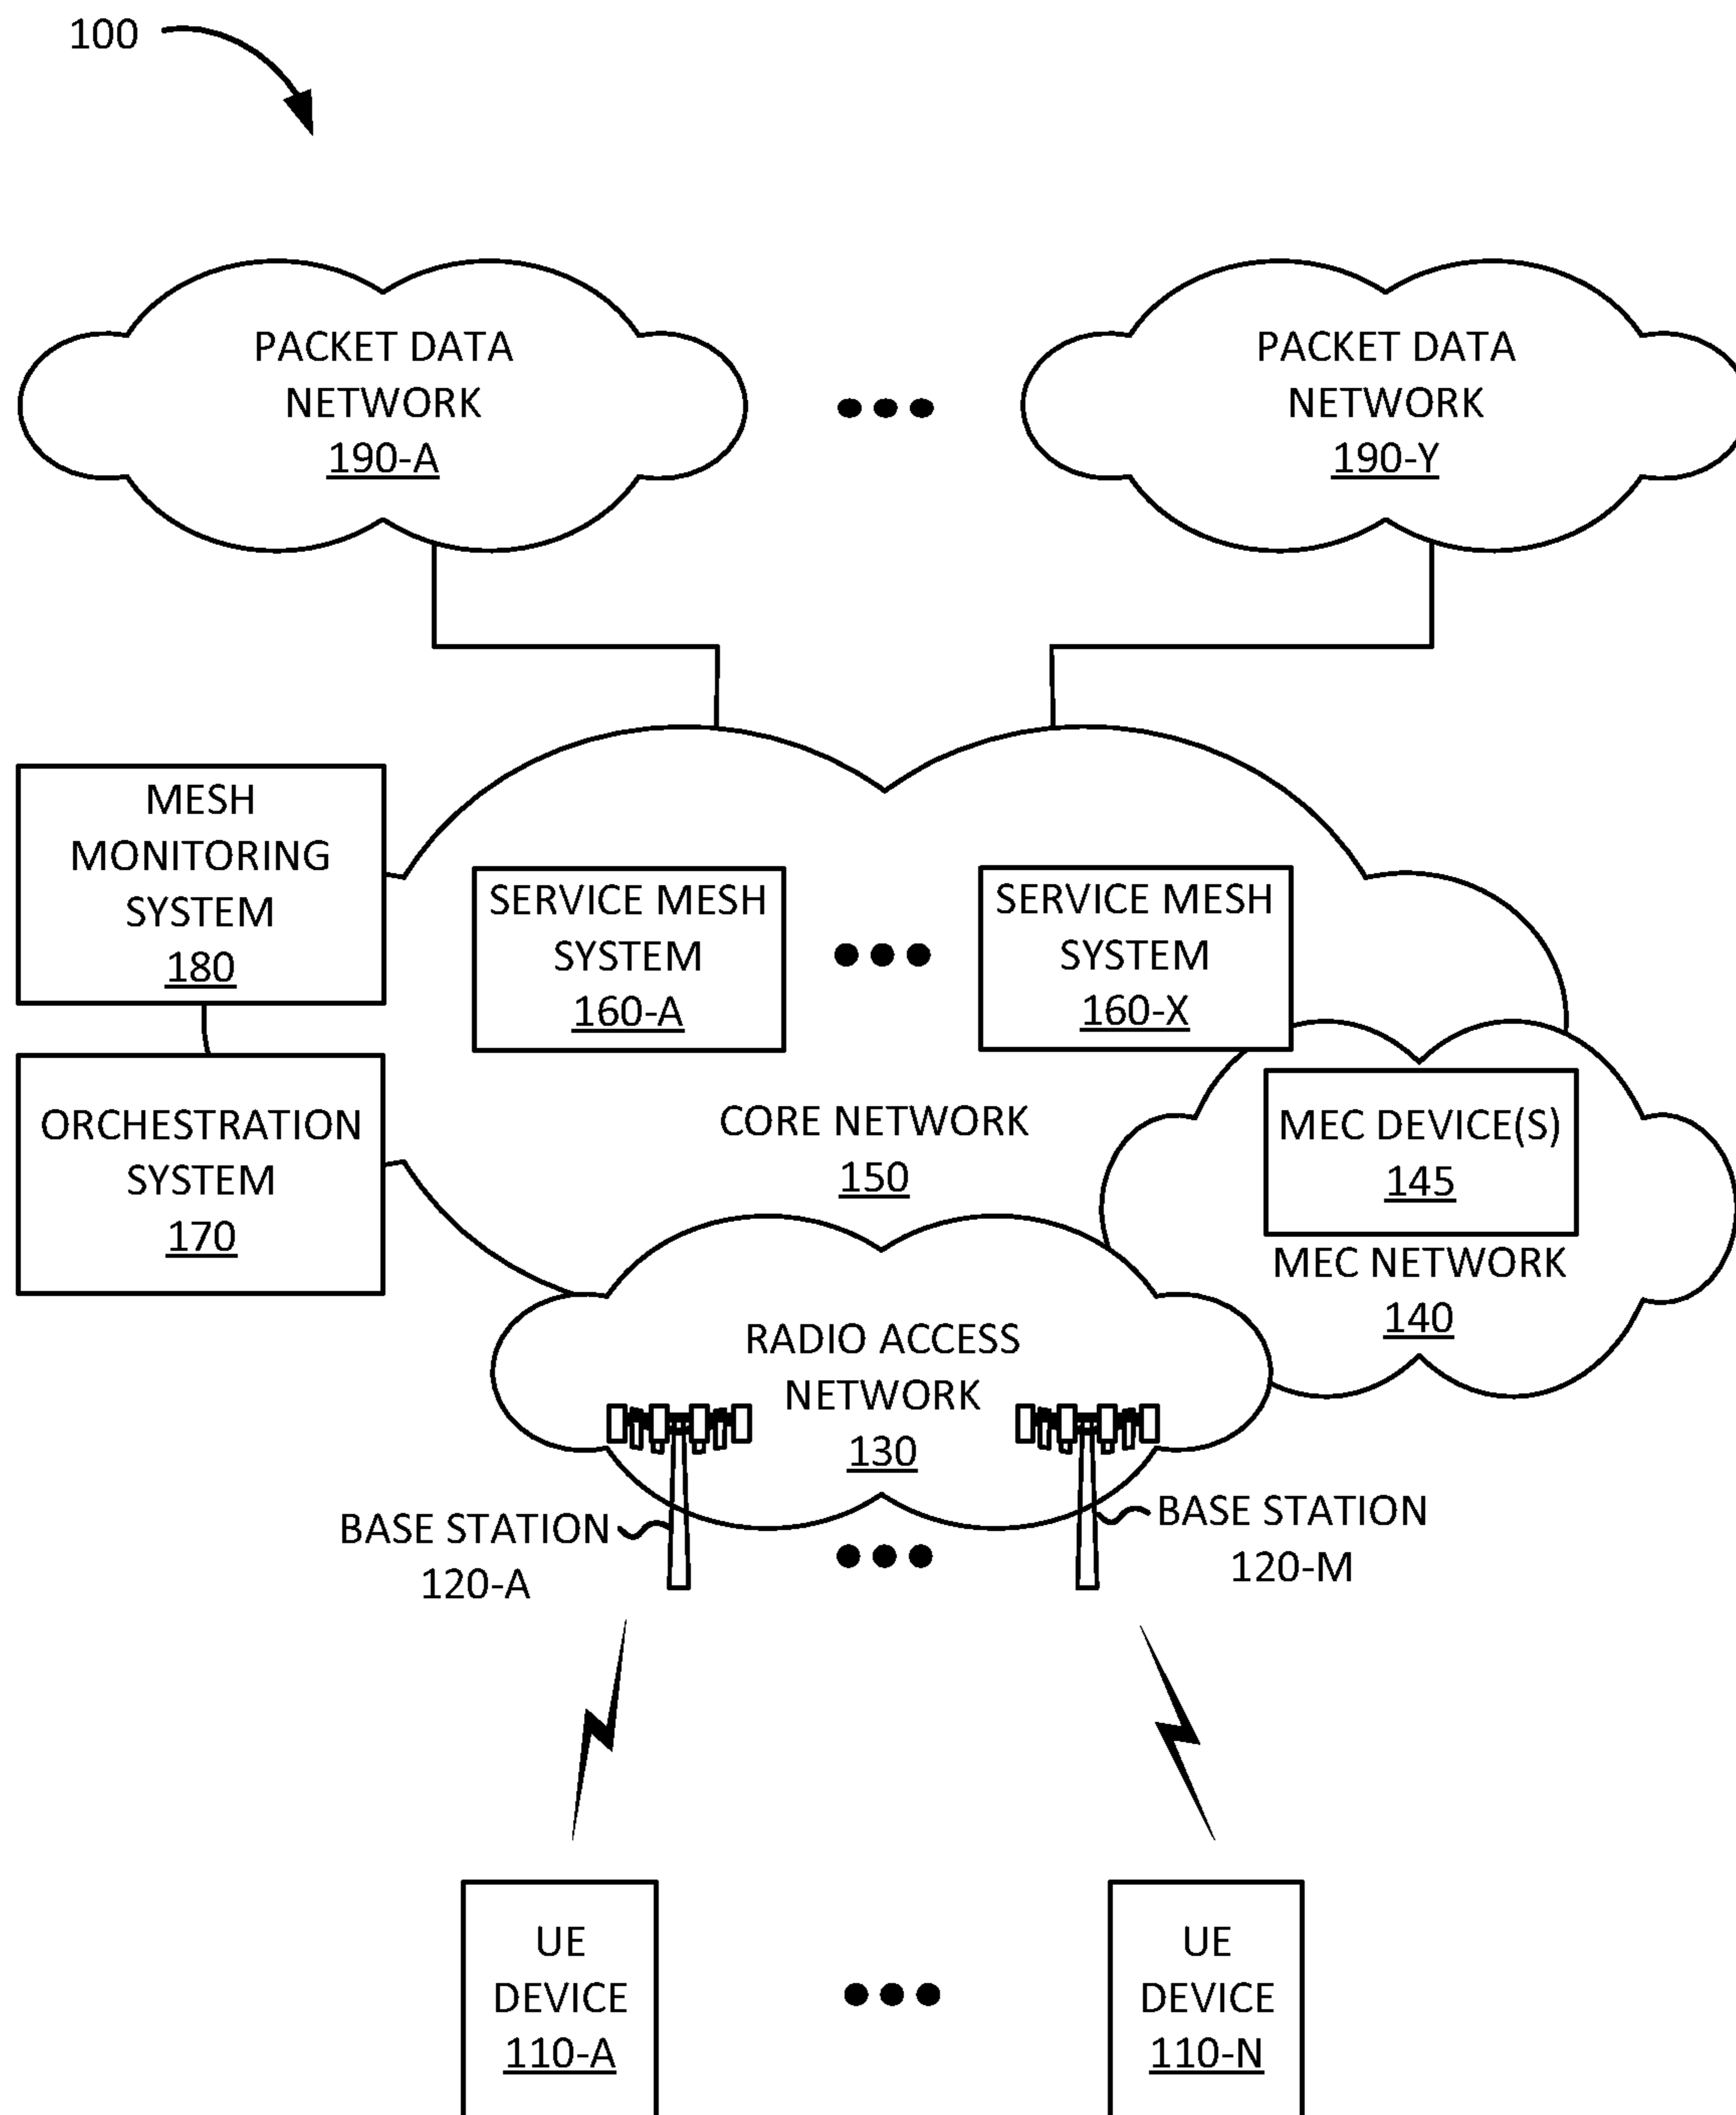 100
PACKET DATA
NETWORK
190-A
PACKET DATA
NETWORK
190-Y
MESH
MONITORING
SYSTEM
180
SERVICE MESH
SYSTEM
160-A
SERVICE MESH
SYSTEM
160-X
ORCHESTRATION
SYSTEM
170
CORE NETWORK
150
MEC DEVICE(S)
145
MEC NETWORK
140
RADIO ACCESS
NETWORK
130
BASE STATION
120-A
BASE STATION
120-M
UE
DEVICE
110-A
UE
DEVICE
110-N